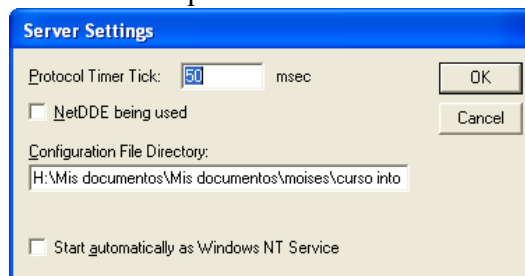 Server Settings
Protocol Timer Tick: 50 msec
OK
NetDDE being used
Cancel
Configuration File Directory:
H:\Mis documentos\Mis documentos\moises\curso into
Start automatically as Windows NT Service